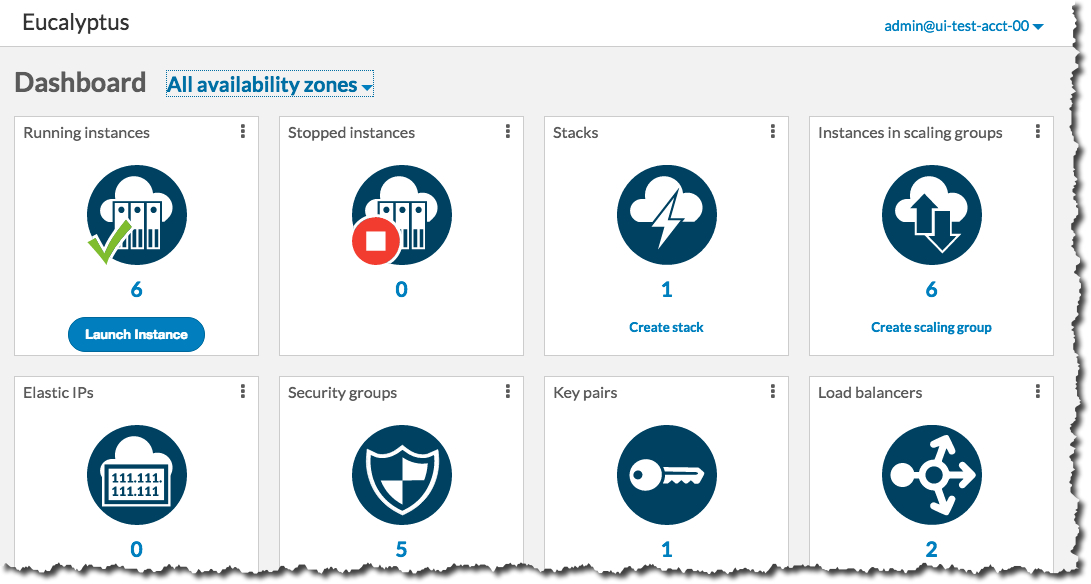 Eucalyptus
admin@ui-test-acct-00
Dashboard
All availability zones
Running instances
6
Launch Instance
Stopped instances
0
Stacks
1
Create stack
Instances in scaling groups
6
Create scaling group
Elastic IPs
111.111.
111.111
0
Security groups
5
Key pairs
1
Load balancers
2